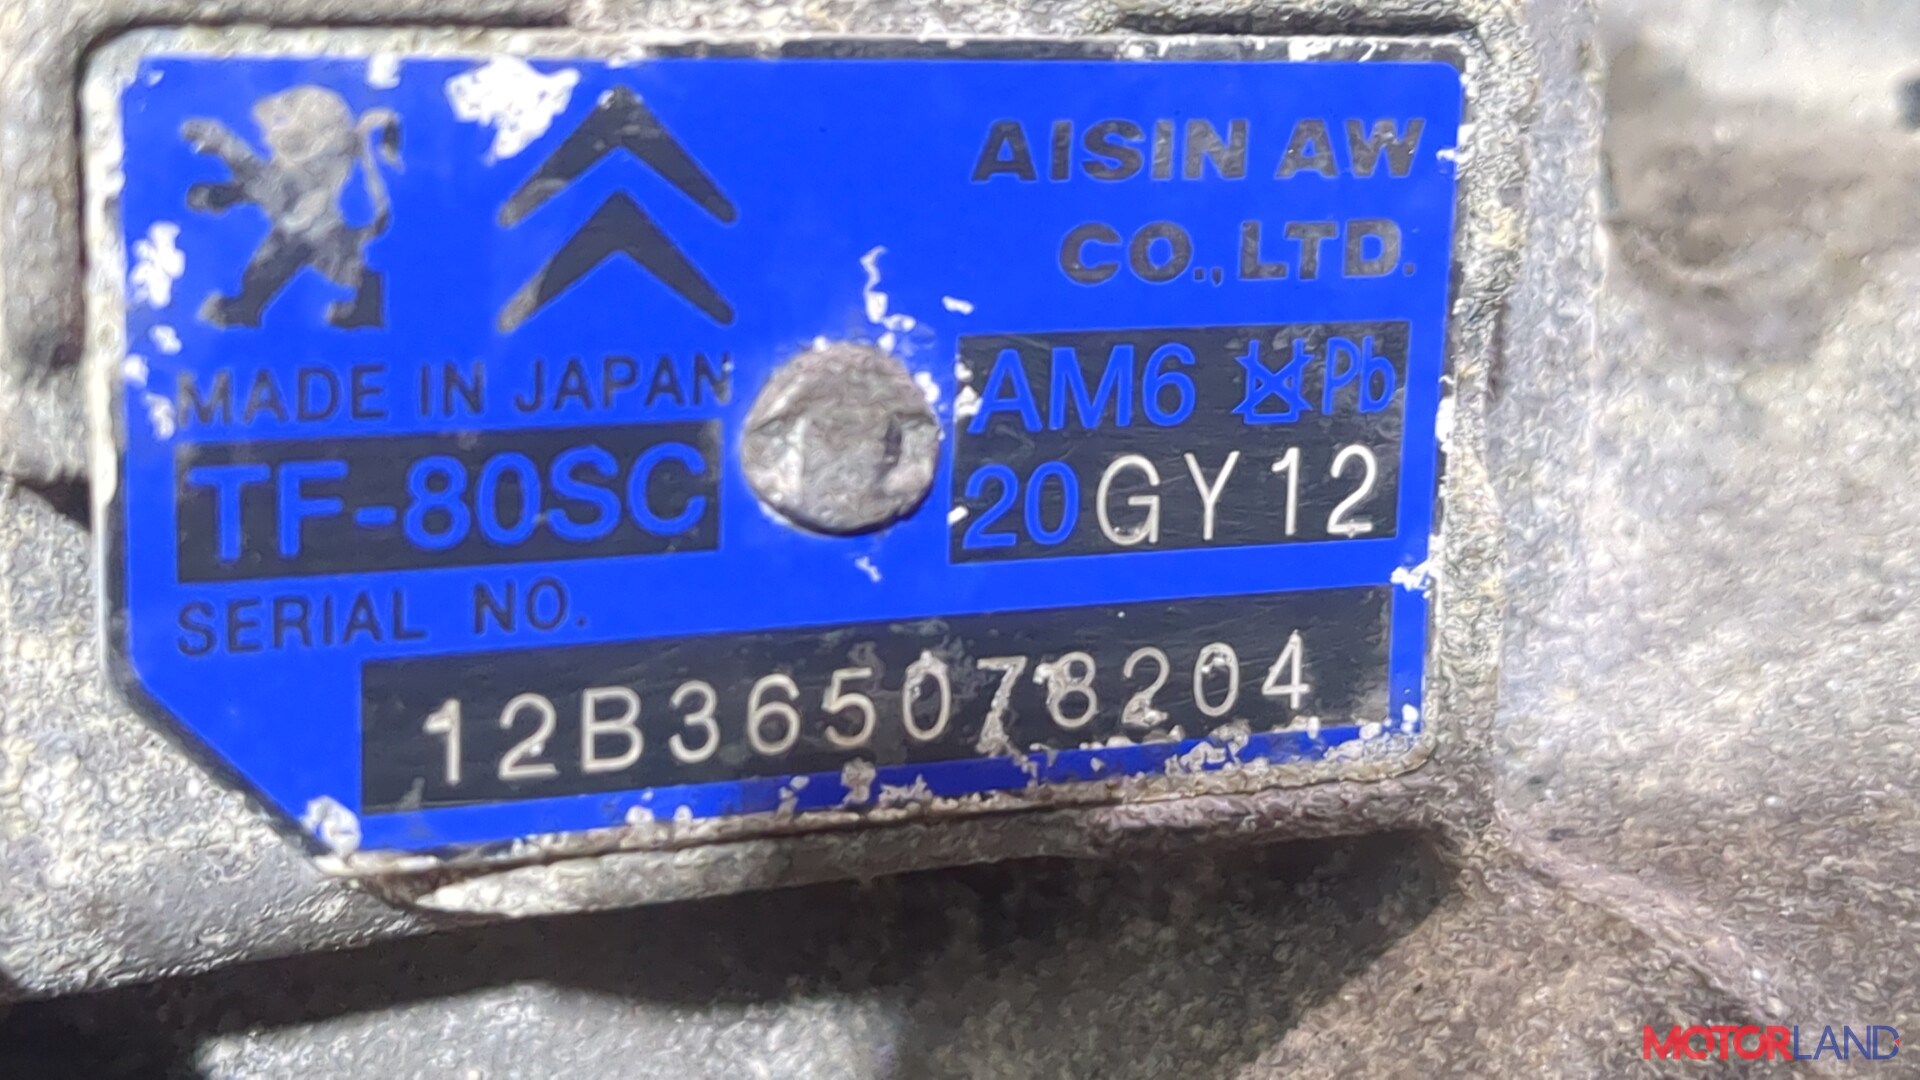 AISIN AW
CO., LTD.
MADE IN JAPAN
AM6 Pb
TF-80SC
20GY12
SERIAL NO.
12B365078204
MOTORLAND